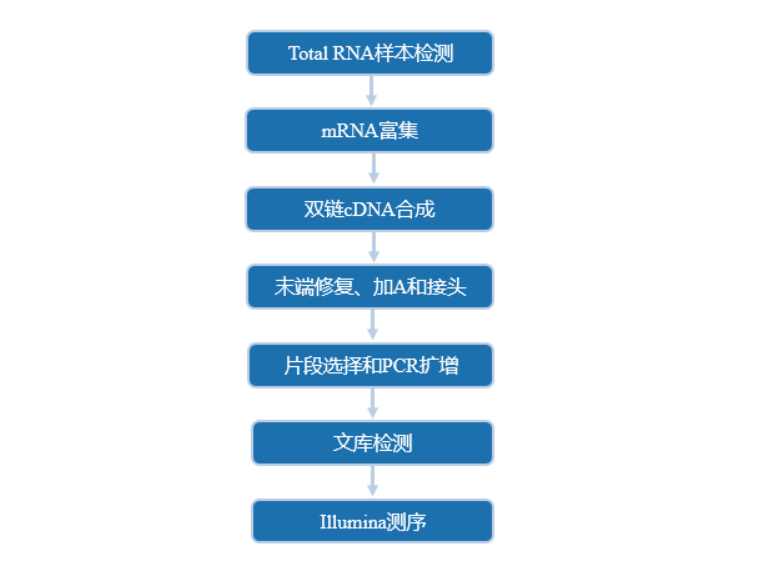 Total RNA样本检测
mRNA富集
双链cDNA合成
末端修复、加A和接头
片段选择和PCR扩增
文库检测
Illumina测序